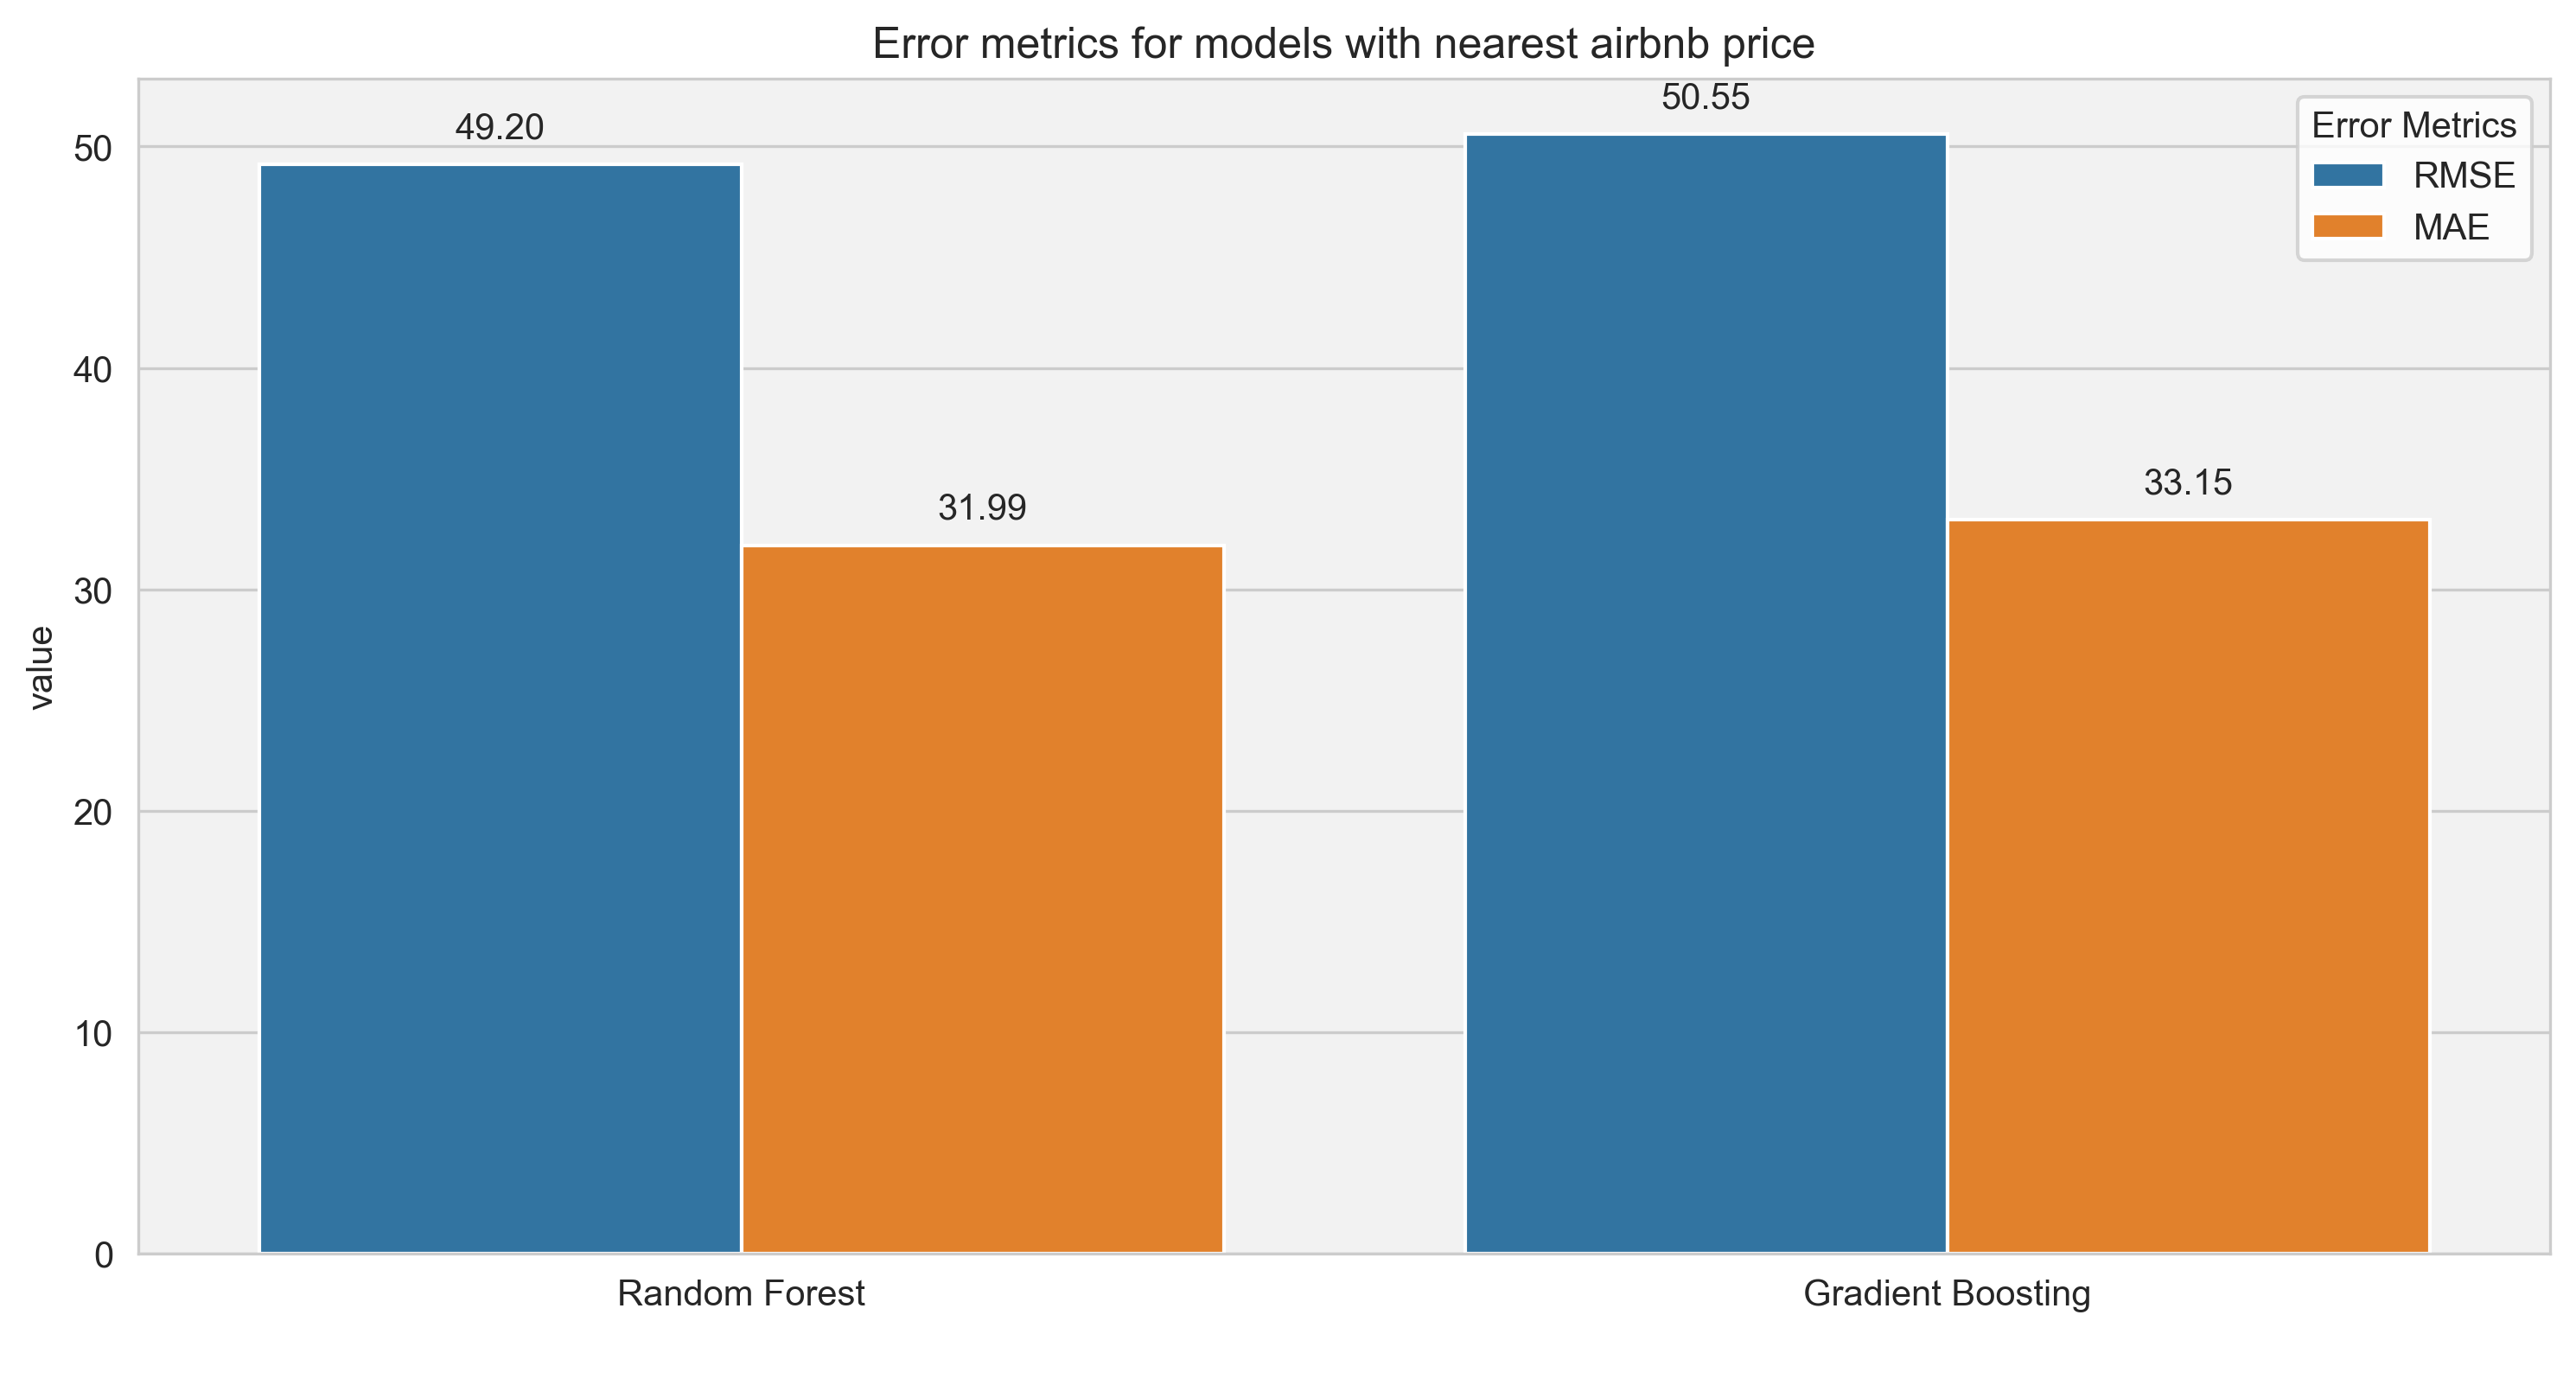 Error metrics for models with nearest airbnb price
50
40
30
20
10
0
value
49.20
31.99
50.55
33.15
Error Metrics
RMSE
MAE
Random Forest
Gradient Boosting